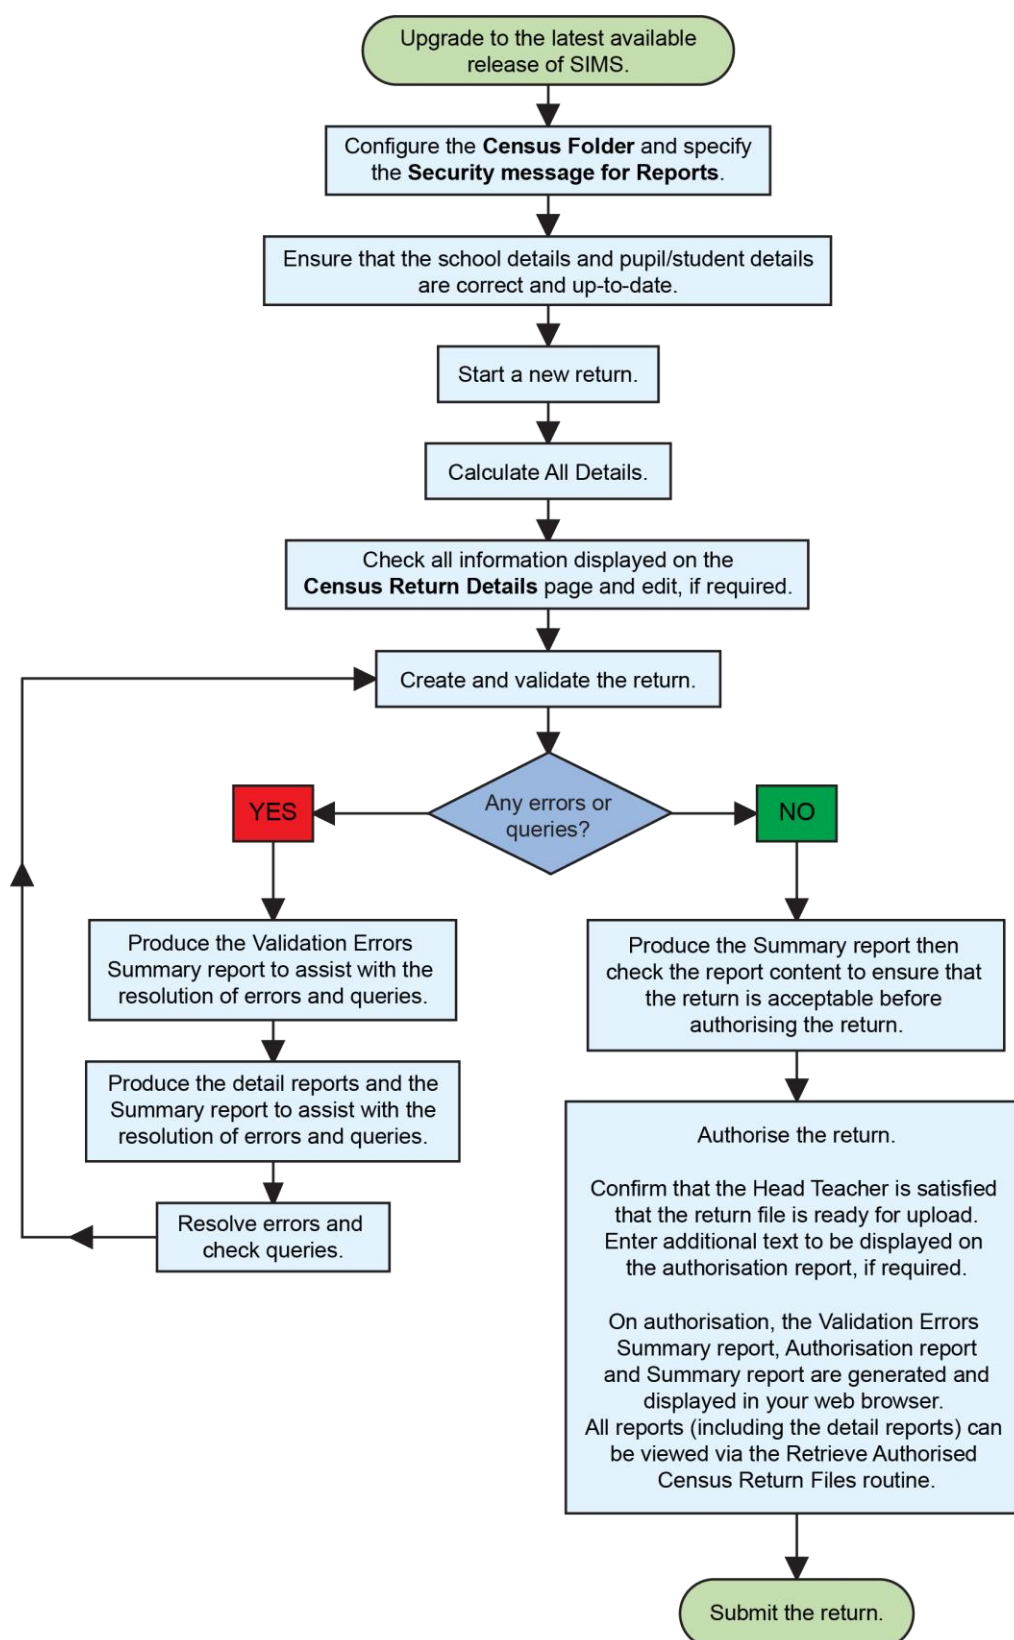 Upgrade to the latest available
release of SIMS.
Configure the Census Folder and specify
the Security message for Reports.
Ensure that the school details and pupil/student details
are correct and up-to-date.
Start a new return.
Calculate All Details.
Check all information displayed on the
Census Return Details page and edit, if required.
Create and validate the return.
Any errors or
queries?
YES
NO
Produce the Validation Errors
Summary report to assist with the
resolution of errors and queries.
Produce the detail reports and the
Summary report to assist with the
resolution of errors and queries.
Resolve errors and
check queries.
Produce the Summary report then
check the report content to ensure that
the return is acceptable before
authorising the return.
Authorise the return.
Confirm that the Head Teacher is satisfied
that the return file is ready for upload.
Enter additional text to be displayed on
the authorisation report, if required.
On authorisation, the Validation Errors
Summary report, Authorisation report
and Summary report are generated and
displayed in your web browser.
All reports (including the detail reports) can
be viewed via the Retrieve Authorised
Census Return Files routine.
Submit the return.